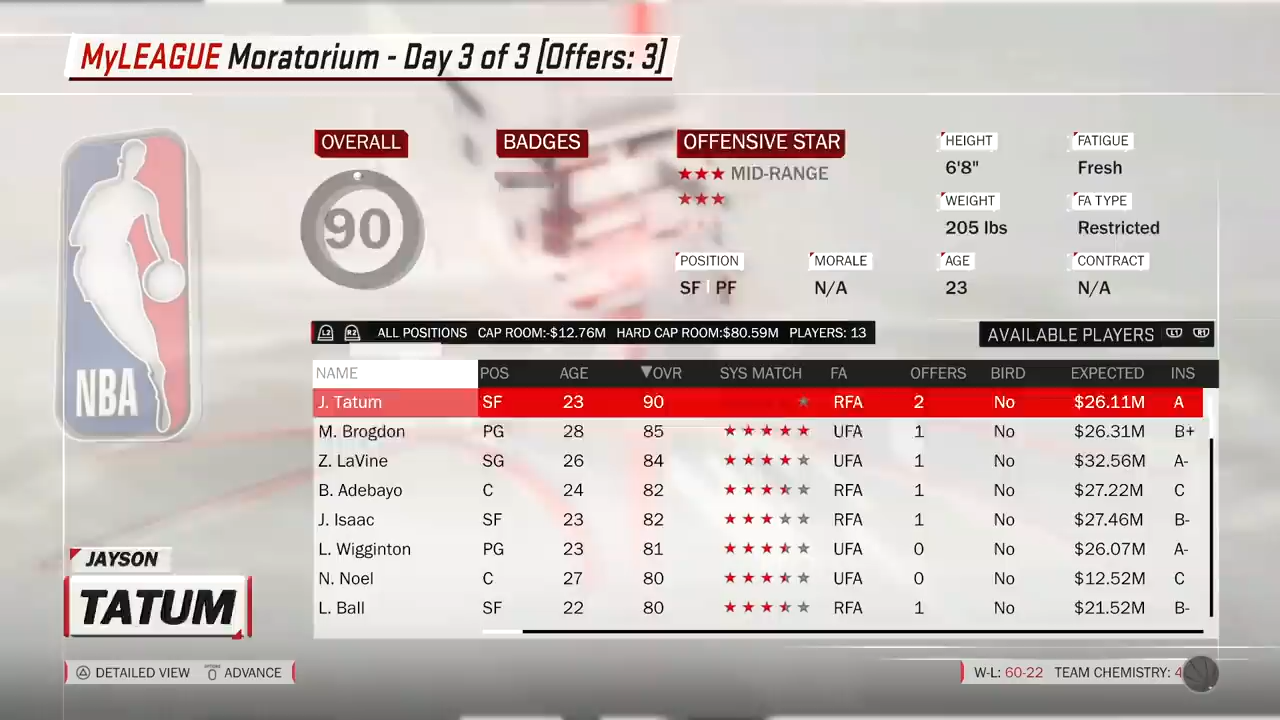 MyLEAGUE Moratorium - Day 3 of 3 [Offers: 3]
OVERALL
90
BADGES
OFFENSIVE STAR
★★★ MID-RANGE
★★★
HEIGHT
6'8"
FATIGUE
Fresh
WEIGHT
205 lbs
FA TYPE
Restricted
POSITION
SF PF
MORALE
N/A
AGE
23
CONTRACT
N/A
L2 R2 ALL POSITIONS CAP ROOM:-$12.76M HARD CAP ROOM:$80.59M PLAYERS: 13
AVAILABLE PLAYERS L1 R1
NAME POS AGE ▼OVR SYS MATCH FA OFFERS BIRD EXPECTED INS
J. Tatum SF 23 90 RFA 2 No $26.11M A
M. Brogdon PG 28 85 UFA 1 No $26.31M B+
Z. LaVine SG 26 84 UFA 1 No $32.56M A-
B. Adebayo C 24 82 RFA 1 No $27.22M C
J. Isaac SF 23 82 RFA 1 No $27.46M B-
L. Wigginton PG 23 81 UFA 0 No $26.07M A-
N. Noel C 27 80 UFA 0 No $12.52M C
L. Ball SF 22 80 RFA 1 No $21.52M B-
NBA
JAYSON
TATUM
DETAILED VIEW OPTIONS ADVANCE
W-L: 60-22 TEAM CHEMISTRY: 4